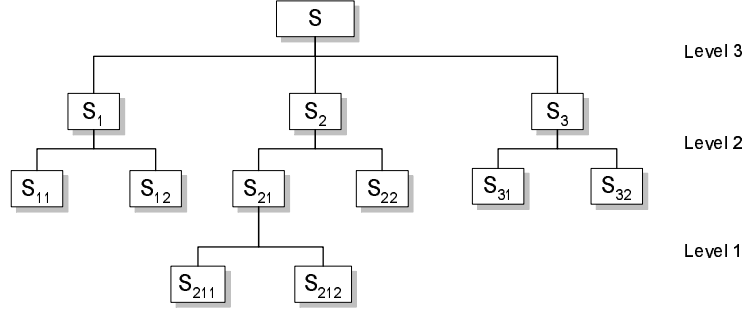 S
Level 3
S₁ S₂ S₃
Level 2
S₁₁ S₁₂ S₂₁ S₂₂ S₃₁ S₃₂
Level 1
S₂₁₁ S₂₁₂